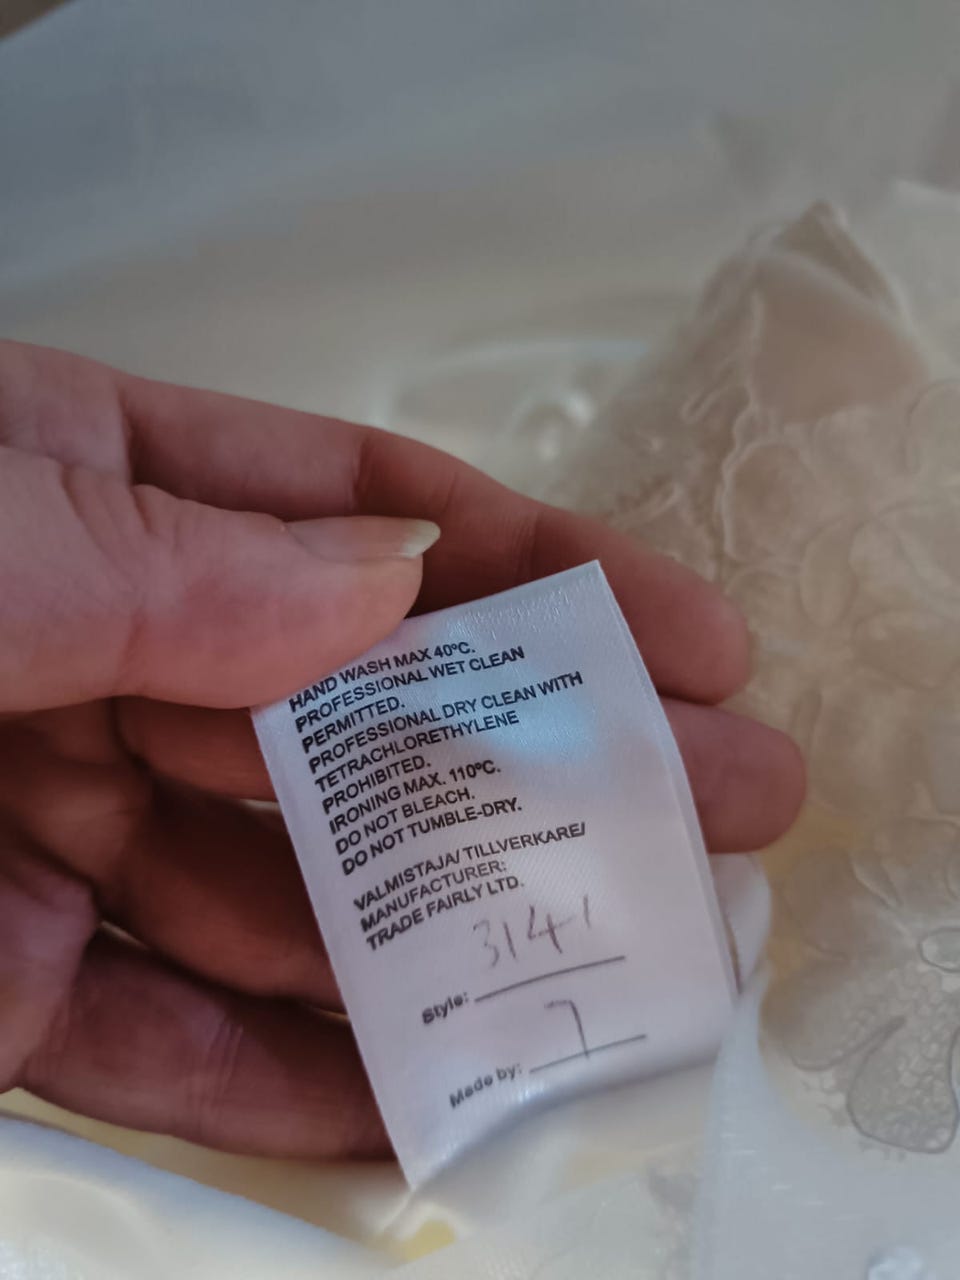 HAND WASH MAX 40ºC.
PROFESSIONAL WET CLEAN
PERMITTED.
PROFESSIONAL DRY CLEAN WITH
TETRACHLORETHYLENE
PROHIBITED.
IRONING MAX. 110ºC.
DO NOT BLEACH.
DO NOT TUMBLE-DRY.
VALMISTAJA/ TILLVERKARE/
MANUFACTURER:
TRADE FAIRLY LTD.
Style: 3141
Made by: 7